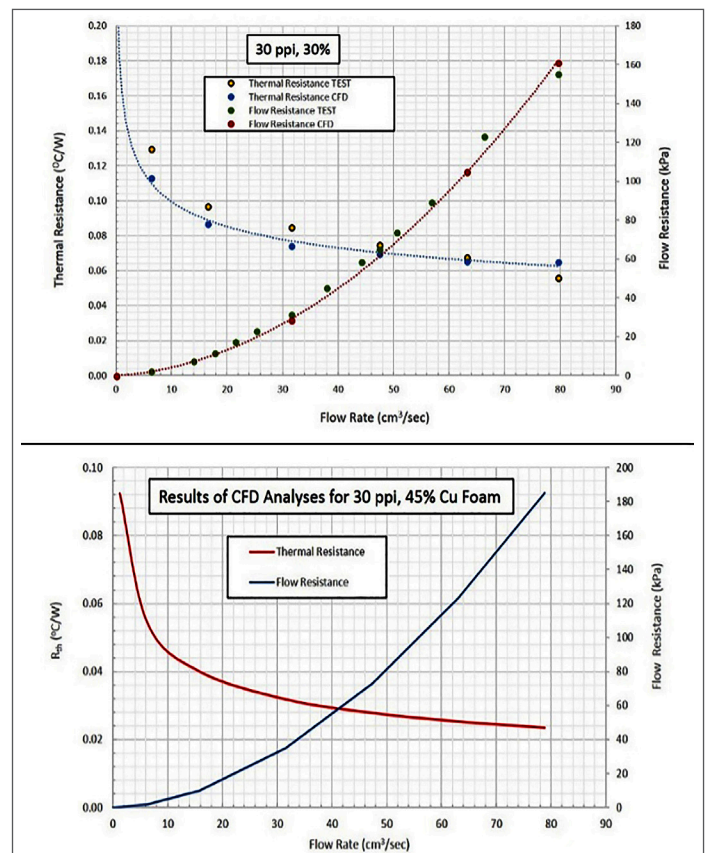 30 ppi, 30%
Thermal Resistance TEST
Thermal Resistance CFD
Flow Resistance TEST
Flow Resistance CFD
Thermal Resistance (⁰C/W)
0.20
0.18
0.16
0.14
0.12
0.10
0.08
0.06
0.04
0.02
0.00
180
160
140
120
100
80
60
40
20
0
Flow Resistance (kPa)
0 10 20 30 40 50 60 70 80 90
Flow Rate (cm³/sec)
Results of CFD Analyses for 30 ppi, 45% Cu Foam
Thermal Resistance
Flow Resistance
Rth (⁰C/W)
0.10
0.08
0.06
0.04
0.02
0.00
200
180
160
140
120
100
80
60
40
20
0
Flow Resistance (kPa)
0 10 20 30 40 50 60 70 80 90
Flow Rate (cm³/sec)